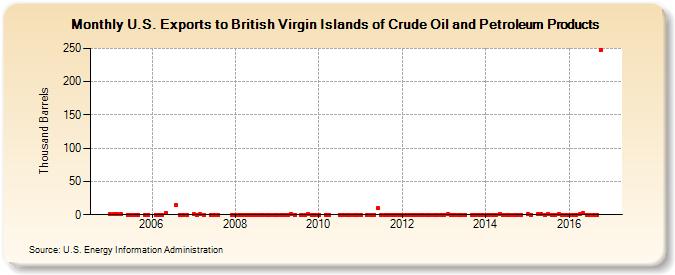 Monthly U.S. Exports to British Virgin Islands of Crude Oil and Petroleum Products
Thousand Barrels
250
200
150
100
50
0
2006 2008 2010 2012 2014 2016
Source: U.S. Energy Information Administration